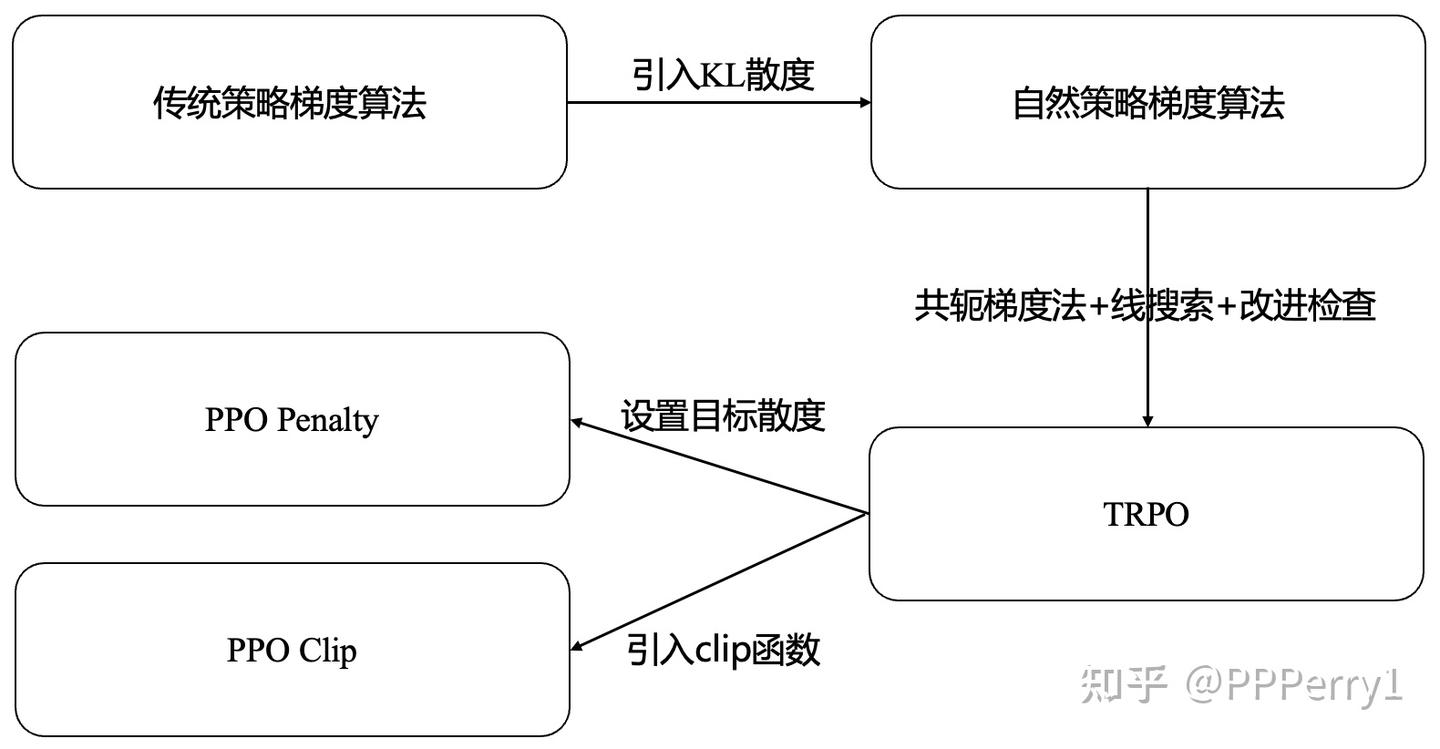 传统策略梯度算法
引入KL散度
自然策略梯度算法
共轭梯度法+线搜索+改进检查
PPO Penalty
设置目标散度
TRPO
PPO Clip
引入clip函数
知乎 @PPPerry1